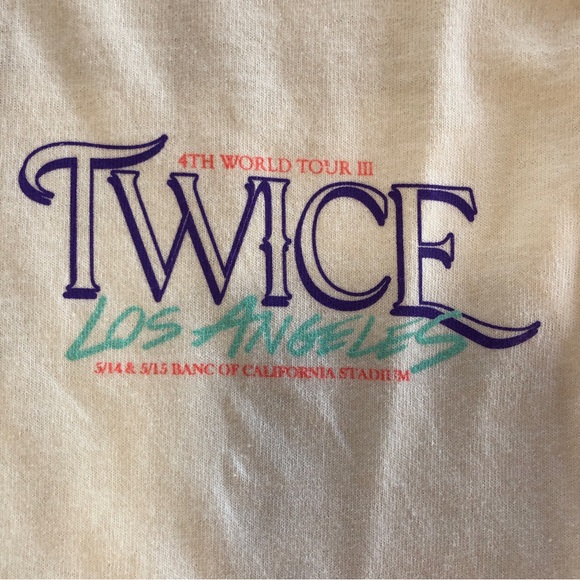 4TH WORLD TOUR III
TWICE
LOS ANGELES
5/14 & 5/15 BANC OF CALIFORNIA STADIUM